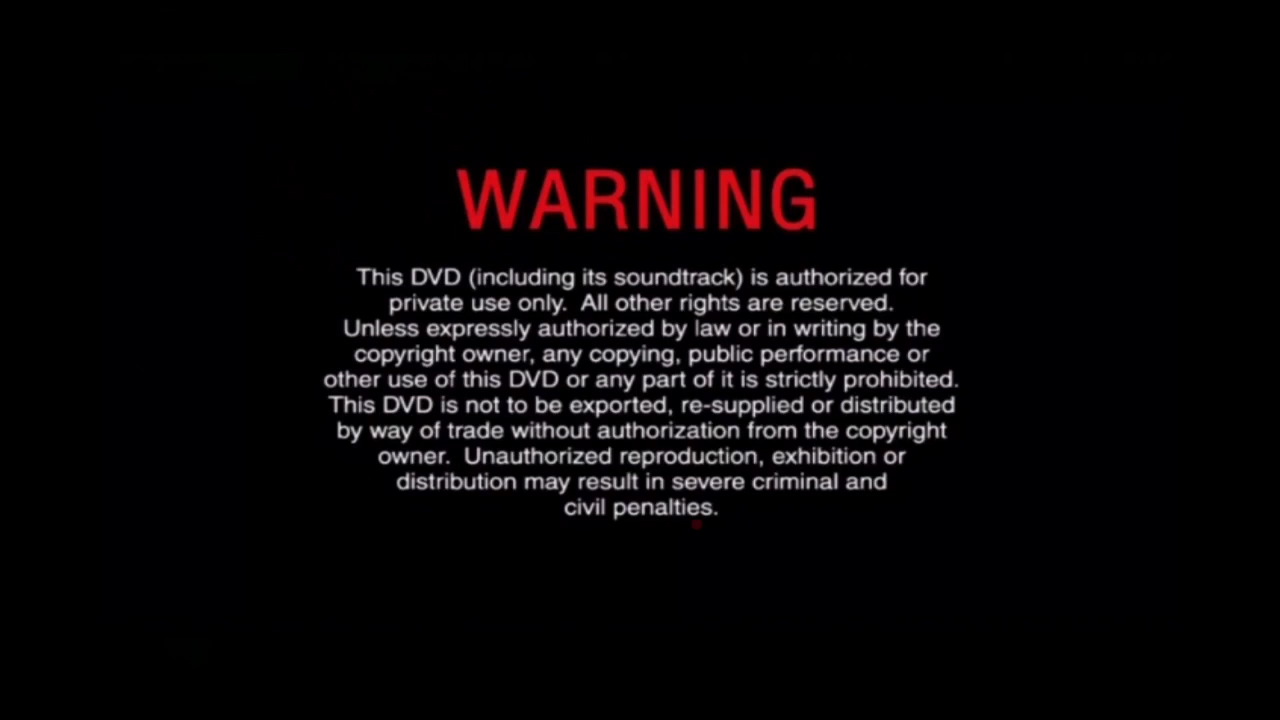 WARNING
This DVD (including its soundtrack) is authorized for
private use only.  All other rights are reserved.
Unless expressly authorized by law or in writing by the
copyright owner, any copying, public performance or
other use of this DVD or any part of it is strictly prohibited.
This DVD is not to be exported, re-supplied or distributed
by way of trade without authorization from the copyright
owner.  Unauthorized reproduction, exhibition or
distribution may result in severe criminal and
civil penalties.